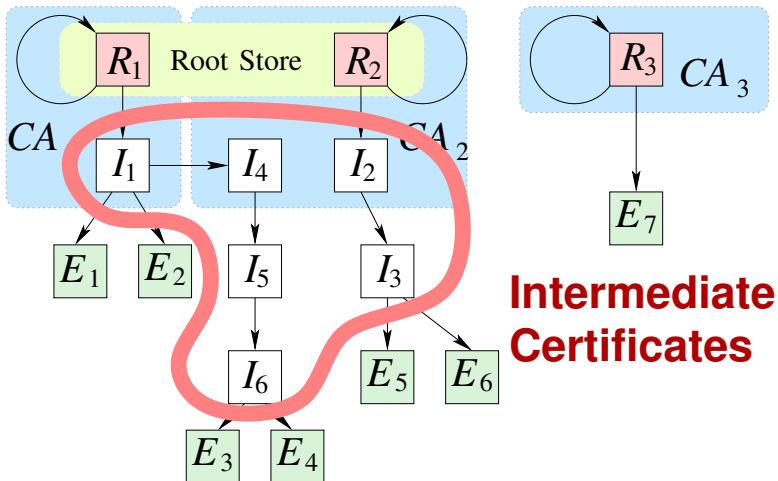 R₁ Root Store R₂ R₃
CA CA₂ CA₃
I₁ I₄ I₂
E₇
E₁ E₂ I₅ I₃
Intermediate
Certificates
I₆ E₅ E₆
E₃ E₄